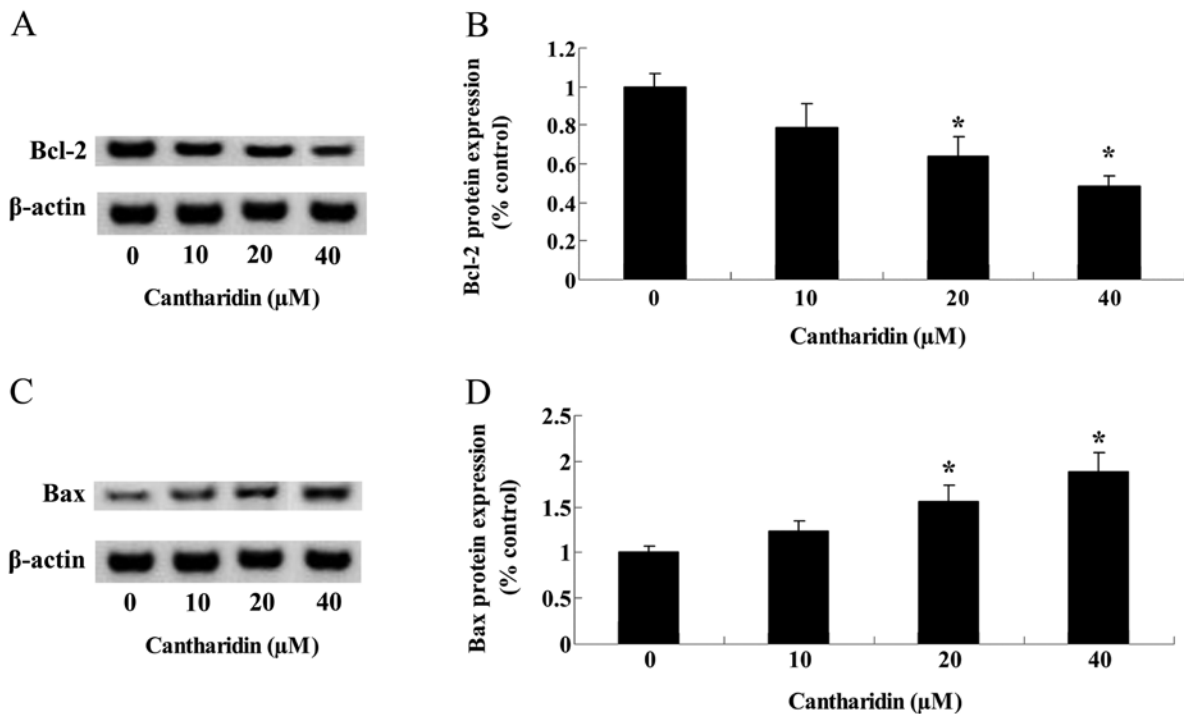 A
Bcl-2
β-actin
0 10 20 40
Cantharidin (μM)
B
Bcl-2 protein expression
(% control)
1.2
1
0.8
0.6
0.4
0.2
0
*
*
0 10 20 40
Cantharidin (μM)
C
Bax
β-actin
0 10 20 40
Cantharidin (μM)
D
Bax protein expression
(% control)
2.5
2
1.5
1
0.5
0
*
*
0 10 20 40
Cantharidin (μM)